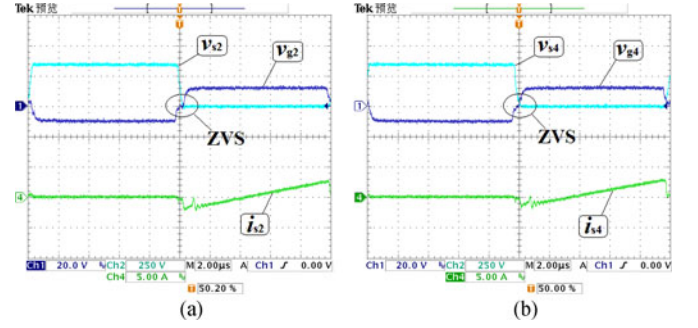 Tek 预览
T
v_s2
v_g2
1
ZVS
4
i_s2
Ch1 20.0 V Ch2 250 V M 2.00µs A Ch1 ∫ 0.00 V
Ch4 5.00 A
T 50.20 %
(a)
Tek 预览
T
v_s4
v_g4
1
ZVS
4
i_s4
Ch1 20.0 V Ch2 250 V M 2.00µs A Ch1 ∫ 0.00 V
Ch4 5.00 A
T 50.00 %
(b)